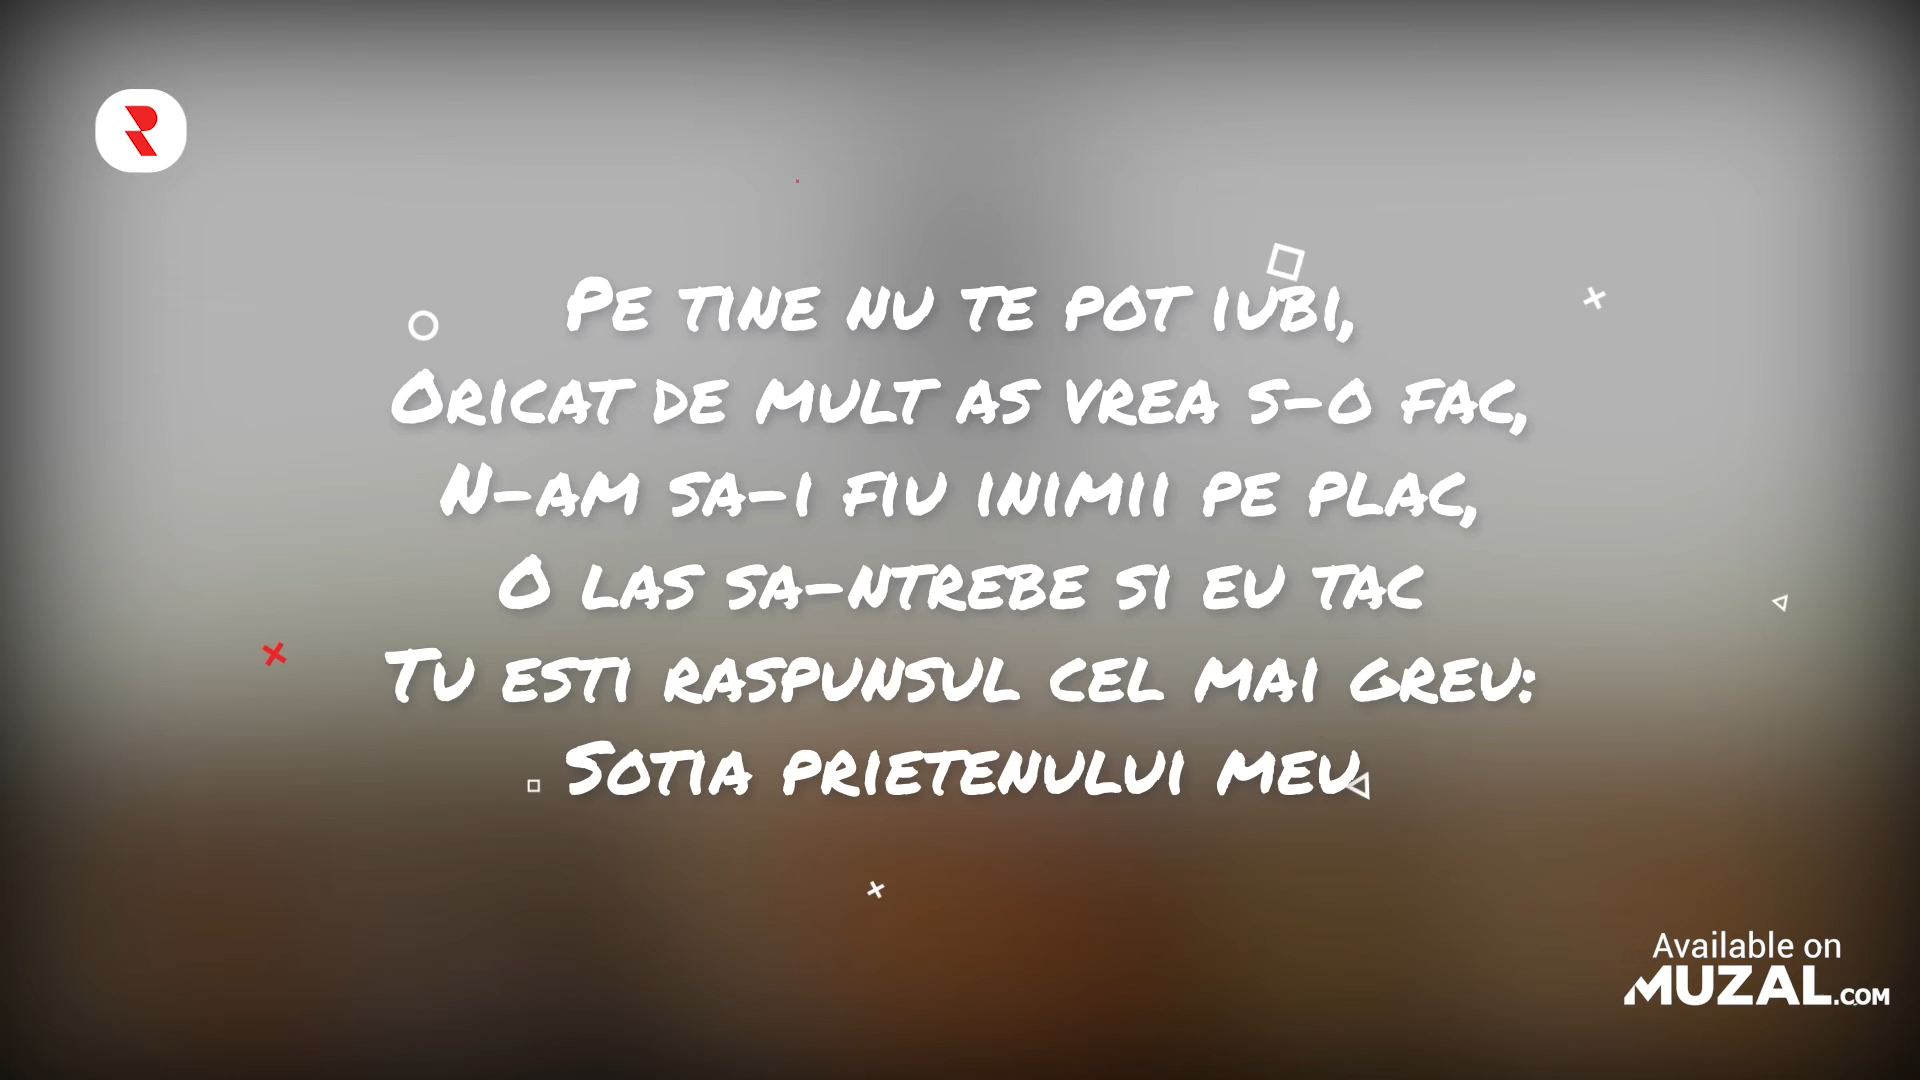 Pe tine nu te pot iubi,
Oricat de mult as vrea s-o fac,
N-am sa-i fiu inimii pe plac,
O las sa-ntrebe si eu tac
Tu esti raspunsul cel mai greu:
Sotia prietenului meu
Available on
MUZAL.COM